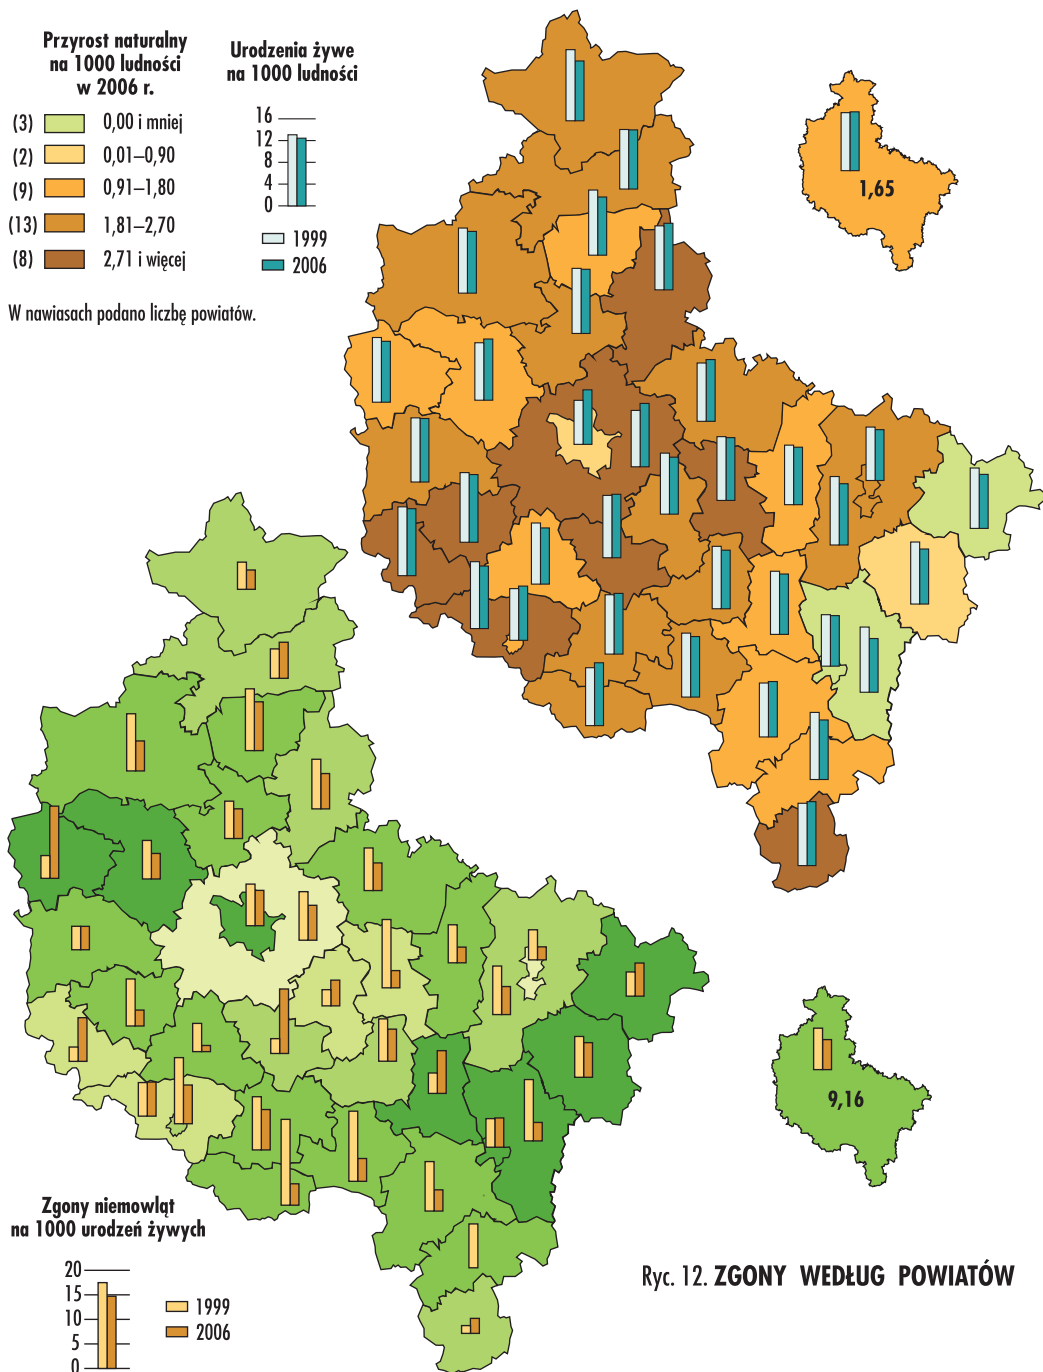 Przyrost naturalny
na 1000 ludności
w 2006 r.
(3) 0,00 i mniej
(2) 0,01–0,90
(9) 0,91–1,80
(13) 1,81–2,70
(8) 2,71 i więcej
W nawiasach podano liczbę powiatów.
Urodzenia żywe
na 1000 ludności
16
12
8
4
0
1999
2006
1,65
9,16
Zgony niemowląt
na 1000 urodzeń żywych
20
15
10
5
0
1999
2006
Ryc. 12. ZGONY WEDŁUG POWIATÓW